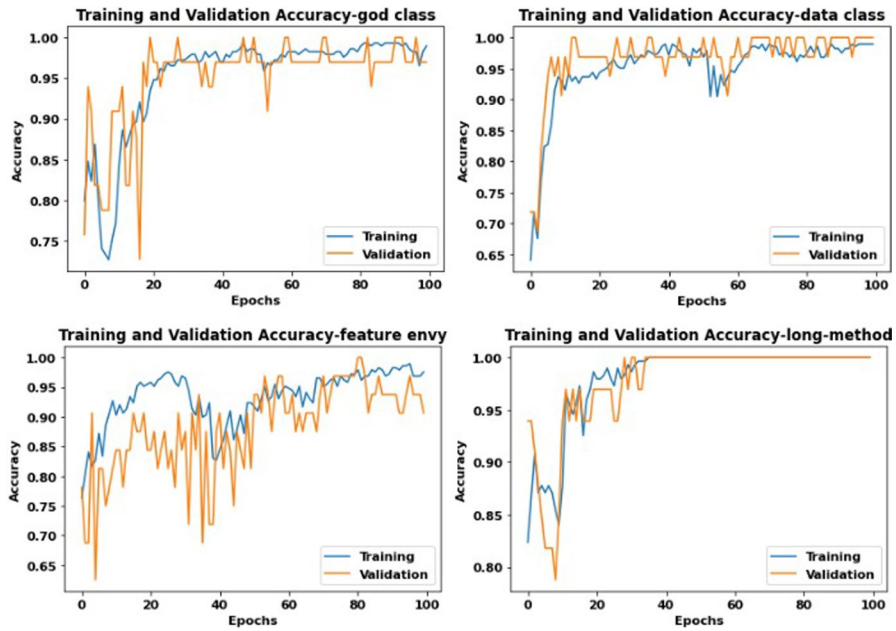 Training and Validation Accuracy-god class
1.00
0.95
0.90
0.85
0.80
0.75
Accuracy
Training
Validation
0 20 40 60 80 100
Epochs
Training and Validation Accuracy-data class
1.00
0.95
0.90
0.85
0.80
0.75
0.70
0.65
Accuracy
Training
Validation
0 20 40 60 80 100
Epochs
Training and Validation Accuracy-feature envy
1.00
0.95
0.90
0.85
0.80
0.75
0.70
0.65
Accuracy
Training
Validation
0 20 40 60 80 100
Epochs
Training and Validation Accuracy-long-method
1.00
0.95
0.90
0.85
0.80
Accuracy
Training
Validation
0 20 40 60 80 100
Epochs